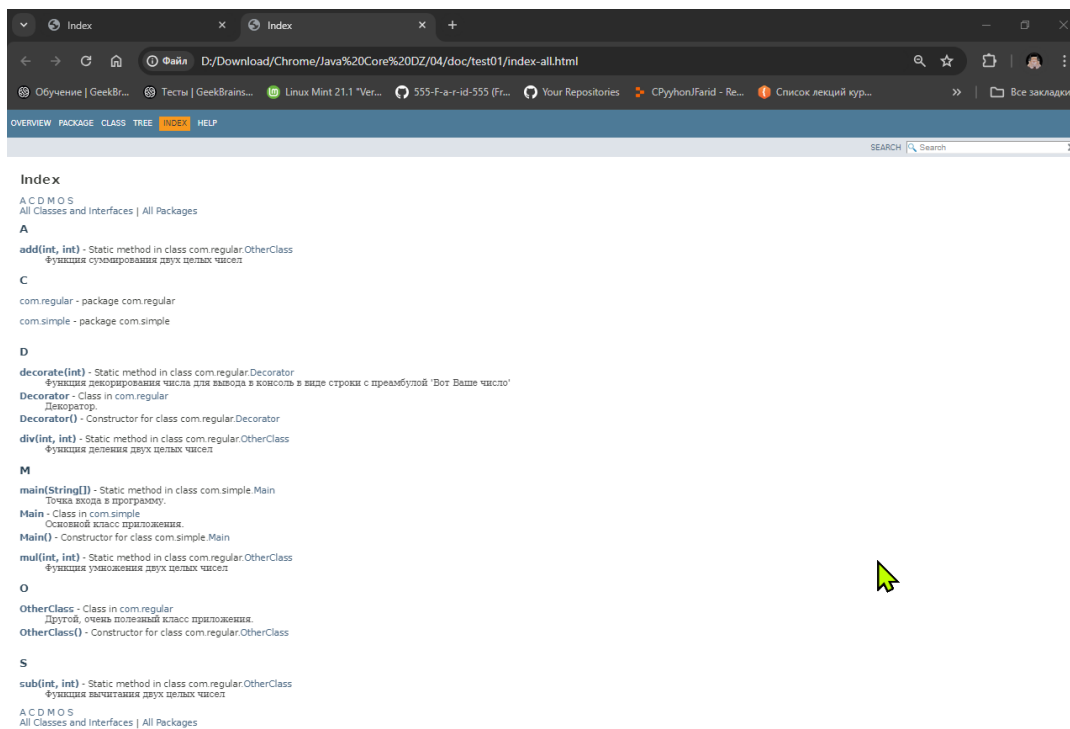 Index
Index
Файл D:/Download/Chrome/Java%20Core%20DZ/04/doc/test01/index-all.html
Обучение | GeekBr... Тесты | GeekBrains... Linux Mint 21.1 "Ver... 555-F-a-r-id-555 (Fr... Your Repositories CPyyhonJFarid - Re... Список лекций кур... » Все закладки
OVERVIEW PACKAGE CLASS TREE INDEX HELP
SEARCH Search
Index
A C D M O S
All Classes and Interfaces | All Packages
A
add(int, int) - Static method in class com.regular.OtherClass
Функция суммирования двух целых чисел
C
com.regular - package com.regular
com.simple - package com.simple
D
decorate(int) - Static method in class com.regular.Decorator
Функция декорирования числа для вывода в консоль в виде строки с преамбулой 'Вот Ваше число'
Decorator - Class in com.regular
Декоратор.
Decorator() - Constructor for class com.regular.Decorator
div(int, int) - Static method in class com.regular.OtherClass
Функция деления двух целых чисел
M
main(String[]) - Static method in class com.simple.Main
Точка входа в программу.
Main - Class in com.simple
Основной класс приложения.
Main() - Constructor for class com.simple.Main
mul(int, int) - Static method in class com.regular.OtherClass
Функция умножения двух целых чисел
O
OtherClass - Class in com.regular
Другой, очень полезный класс приложения.
OtherClass() - Constructor for class com.regular.OtherClass
S
sub(int, int) - Static method in class com.regular.OtherClass
Функция вычитания двух целых чисел
A C D M O S
All Classes and Interfaces | All Packages